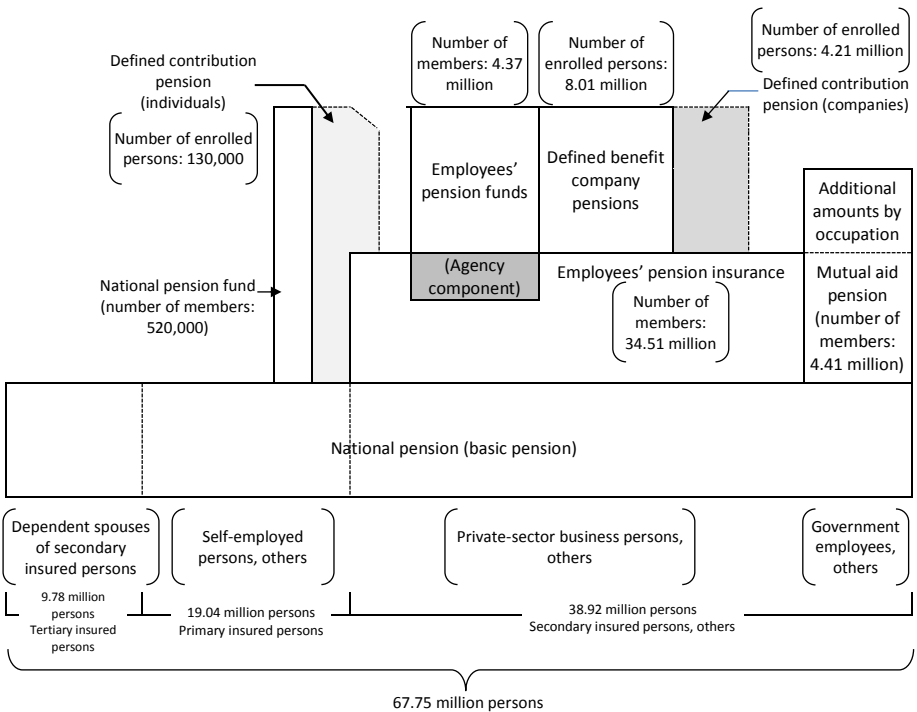 Defined contribution
pension
(individuals)
Number of enrolled
persons: 130,000
Number of
members: 4.37
million
Number of
enrolled persons:
8.01 million
Number of enrolled
persons: 4.21 million
Defined contribution
pension (companies)
Employees’
pension funds
Defined benefit
company
pensions
Additional
amounts by
occupation
(Agency
component)
Employees’ pension insurance
Number of
members:
34.51 million
Mutual aid
pension
(number of
members:
4.41 million)
National pension fund
(number of members:
520,000)
National pension (basic pension)
Dependent spouses
of secondary
insured persons
Self-employed
persons, others
Private-sector business persons,
others
Government
employees,
others
9.78 million
persons
Tertiary insured
persons
19.04 million persons
Primary insured persons
38.92 million persons
Secondary insured persons, others
67.75 million persons